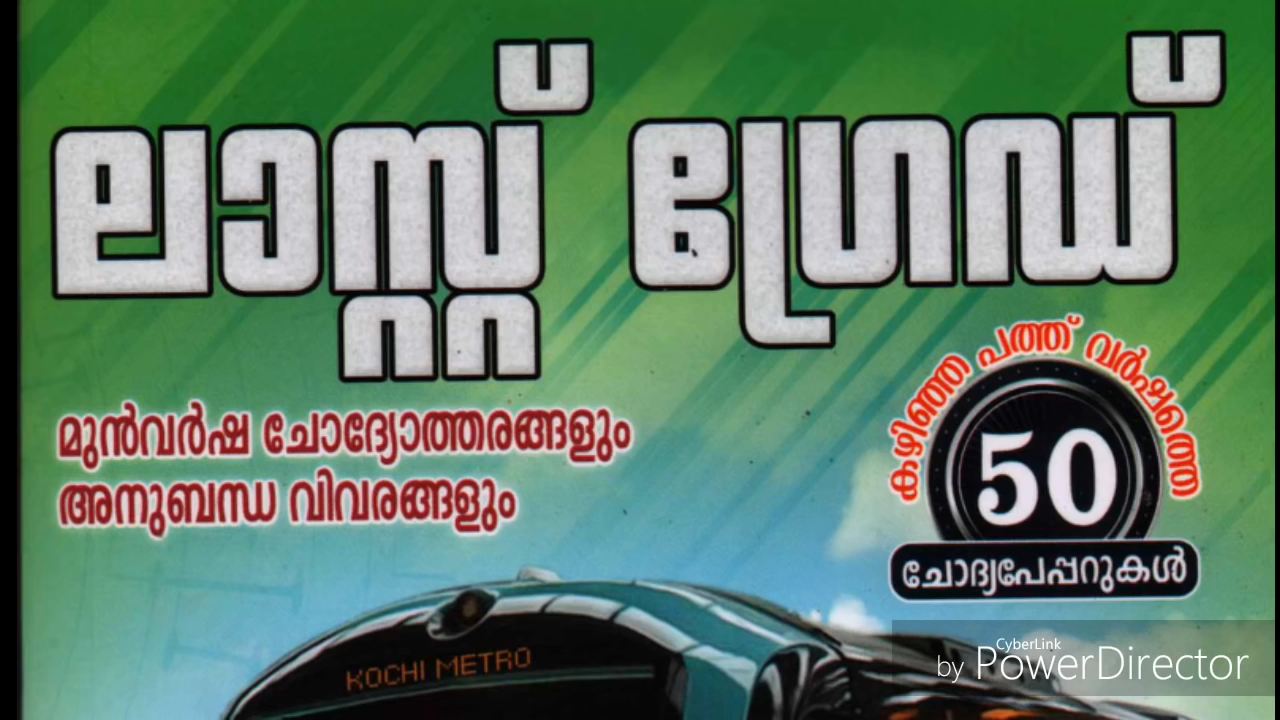 ലാസ്റ്റ് ഗ്രേഡ്
മുൻവർഷ ചോദ്യോത്തരങ്ങളും
അനുബന്ധ വിവരങ്ങളും
കഴിഞ്ഞ പത്ത് വർഷത്തെ
50
ചോദ്യപേപ്പറുകൾ
KOCHI METRO
CyberLink
by PowerDirector